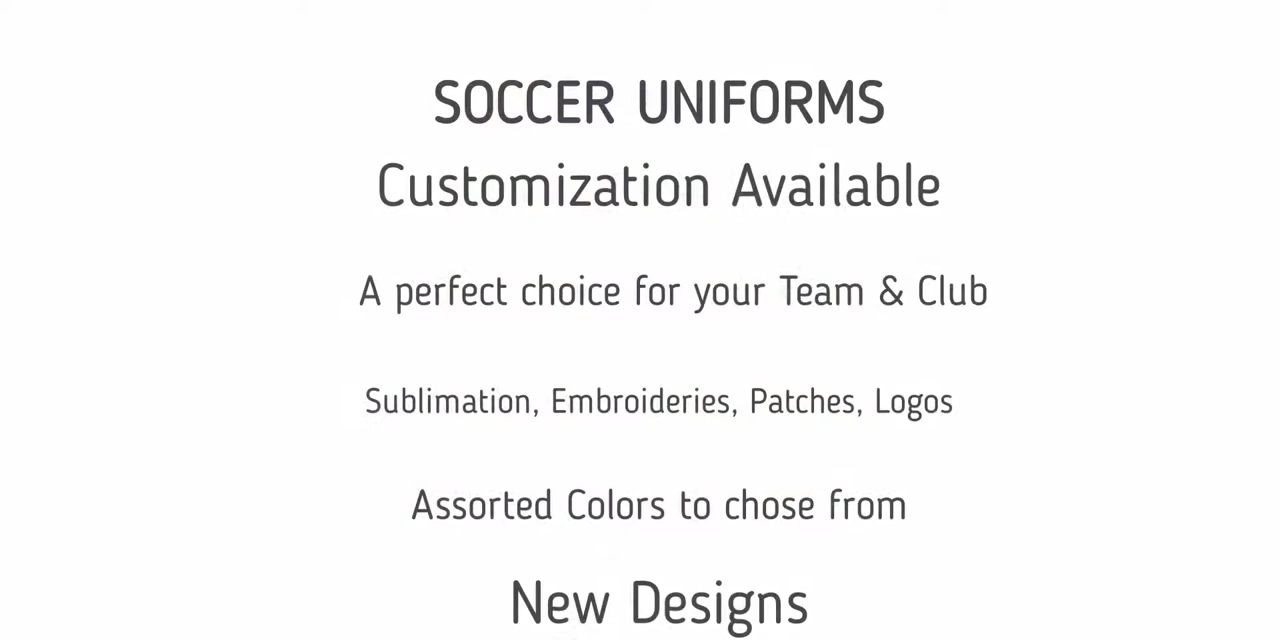 SOCCER UNIFORMS
Customization Available
A perfect choice for your Team & Club
Sublimation, Embroideries, Patches, Logos
Assorted Colors to chose from
New Designs